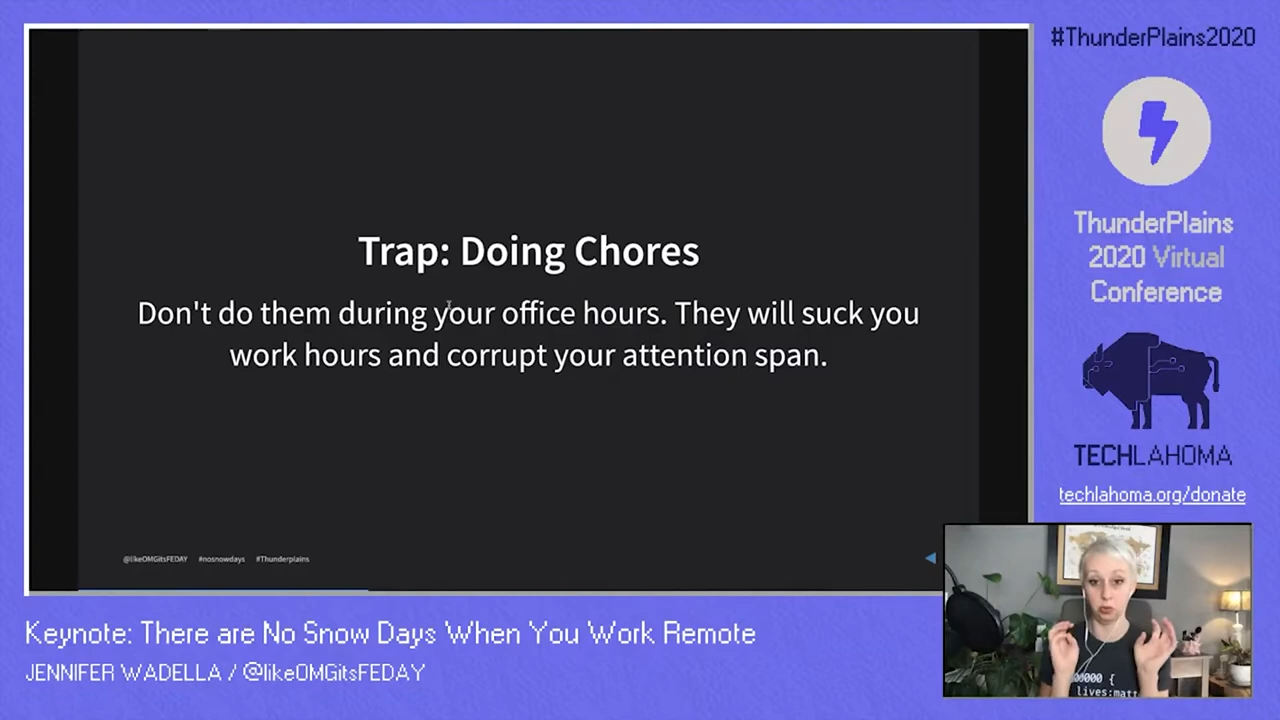 #ThunderPlains2020
Trap: Doing Chores
Don't do them during your office hours. They will suck you
work hours and corrupt your attention span.
@likeOMGitsFEDAY #nosnowdays #Thunderplains
ThunderPlains
2020 Virtual
Conference
TECHLAHOMA
techlahoma.org/donate
Keynote: There are No Snow Days When You Work Remote
JENNIFER WADELLA / @likeOMGitsFEDAY